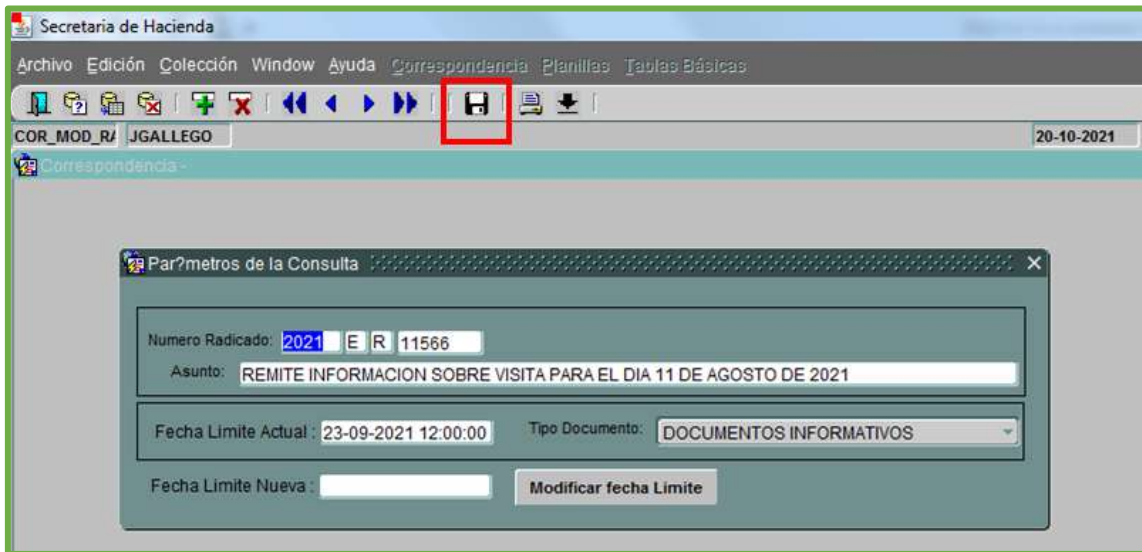 Secretaria de Hacienda
Archivo Edición Colección Window Ayuda Correspondencia Planillas Tablas Básicas
COR_MOD_R/ JGALLEGO 20-10-2021
Correspondencia -
Par?metros de la Consulta
Numero Radicado: 2021 E R 11566
Asunto: REMITE INFORMACION SOBRE VISITA PARA EL DIA 11 DE AGOSTO DE 2021
Fecha Limite Actual : 23-09-2021 12:00:00 Tipo Documento: DOCUMENTOS INFORMATIVOS
Fecha Limite Nueva : Modificar fecha Limite